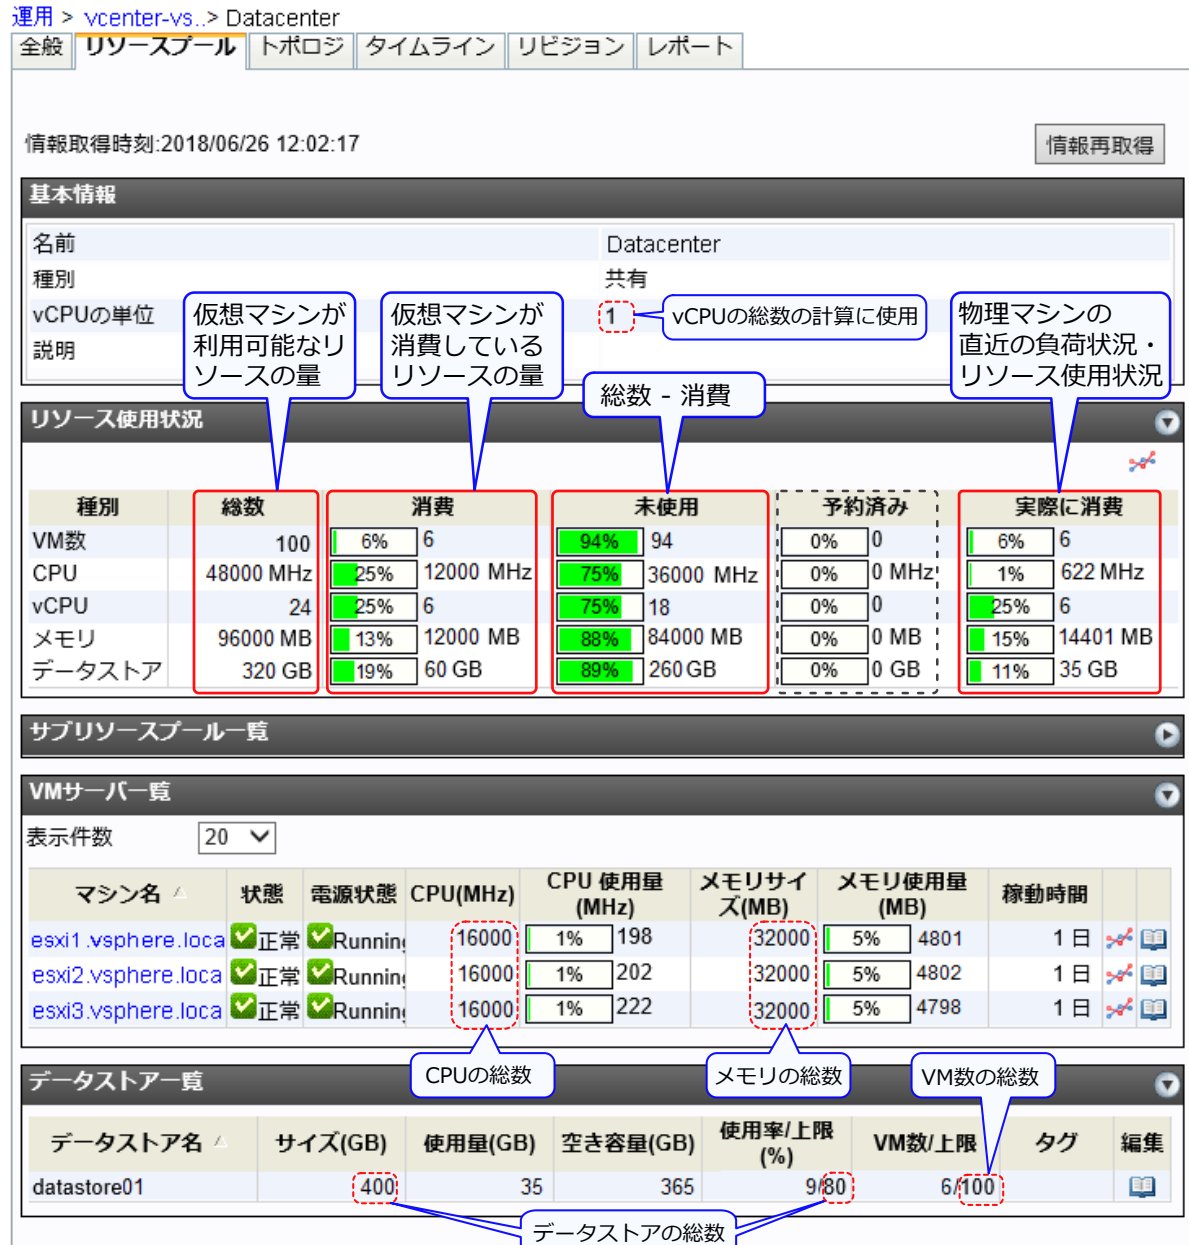 運用 > vcenter-vs..> Datacenter
全般 リソースプール トポロジ タイムライン リビジョン レポート
情報取得時刻:2018/06/26 12:02:17 情報再取得
基本情報
名前 Datacenter
種別 共有
vCPUの単位 1 vCPUの総数の計算に使用
説明
仮想マシンが
利用可能なリ
ソースの量
仮想マシンが
消費している
リソースの量
総数 - 消費
物理マシンの
直近の負荷状況・
リソース使用状況
リソース使用状況
種別 総数 消費 未使用 予約済み 実際に消費
VM数 100 6% 6 94% 94 0% 0 6% 6
CPU 48000 MHz 25% 12000 MHz 75% 36000 MHz 0% 0 MHz 1% 622 MHz
vCPU 24 25% 6 75% 18 0% 0 25% 6
メモリ 96000 MB 13% 12000 MB 88% 84000 MB 0% 0 MB 15% 14401 MB
データストア 320 GB 19% 60 GB 89% 260 GB 0% 0 GB 11% 35 GB
サブリソースプール一覧
VMサーバ一覧
表示件数 20
マシン名 状態 電源状態 CPU(MHz) CPU 使用量 (MHz) メモリサイズ(MB) メモリ使用量 (MB) 稼動時間
esxi1.vsphere.loca 正常 Running 16000 1% 198 32000 5% 4801 1 日
esxi2.vsphere.loca 正常 Running 16000 1% 202 32000 5% 4802 1 日
esxi3.vsphere.loca 正常 Running 16000 1% 222 32000 5% 4798 1 日
CPUの総数 メモリの総数 VM数の総数
データストア一覧
データストア名 サイズ(GB) 使用量(GB) 空き容量(GB) 使用率/上限 (%) VM数/上限 タグ 編集
datastore01 400 35 365 9/80 6/100
データストアの総数